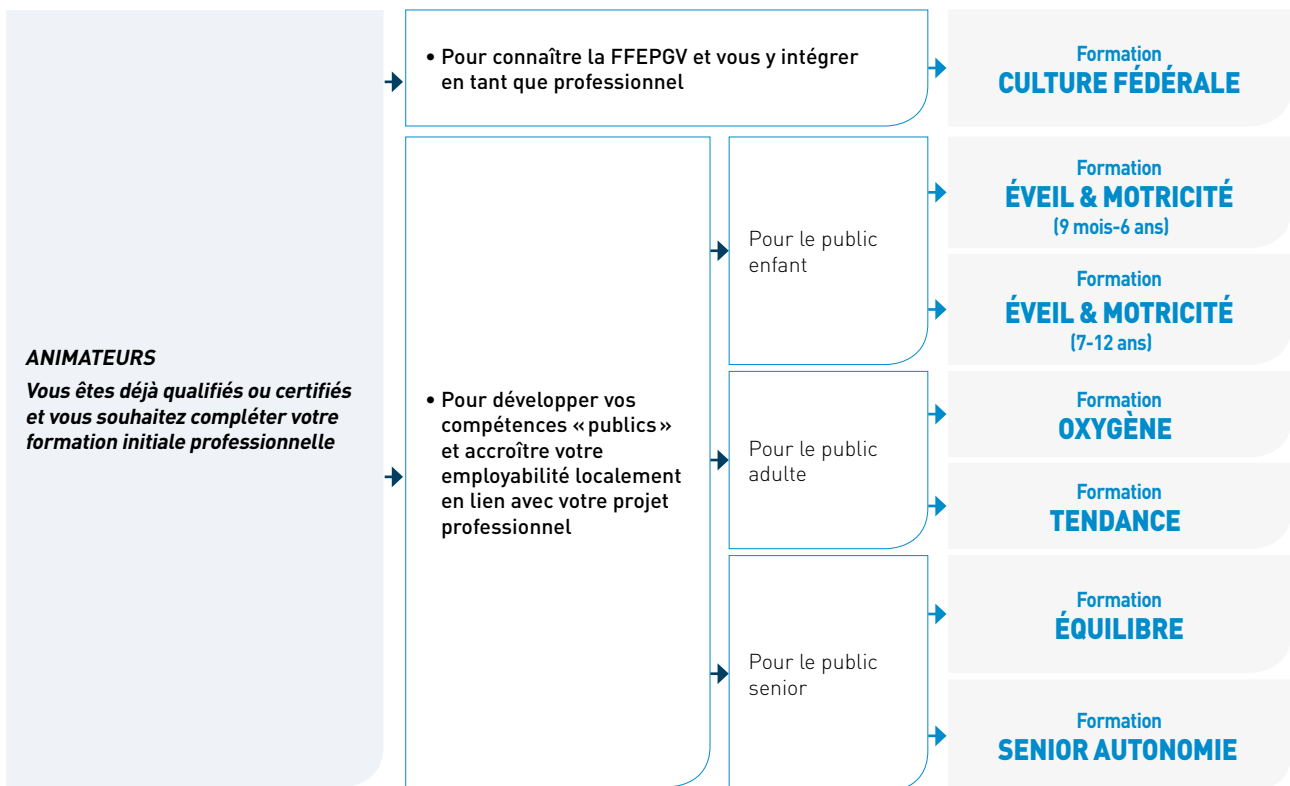 ANIMATEURS
Vous êtes déjà qualifiés ou certifiés
et vous souhaitez compléter votre
formation initiale professionnelle
• Pour connaître la FFEPGV et vous y intégrer
en tant que professionnel
Formation
CULTURE FÉDÉRALE
• Pour développer vos
compétences « publics »
et accroître votre
employabilité localement
en lien avec votre projet
professionnel
Pour le public
enfant
Formation
ÉVEIL & MOTRICITÉ
(9 mois-6 ans)
Formation
ÉVEIL & MOTRICITÉ
(7-12 ans)
Pour le public
adulte
Formation
OXYGÈNE
Formation
TENDANCE
Pour le public
senior
Formation
ÉQUILIBRE
Formation
SENIOR AUTONOMIE